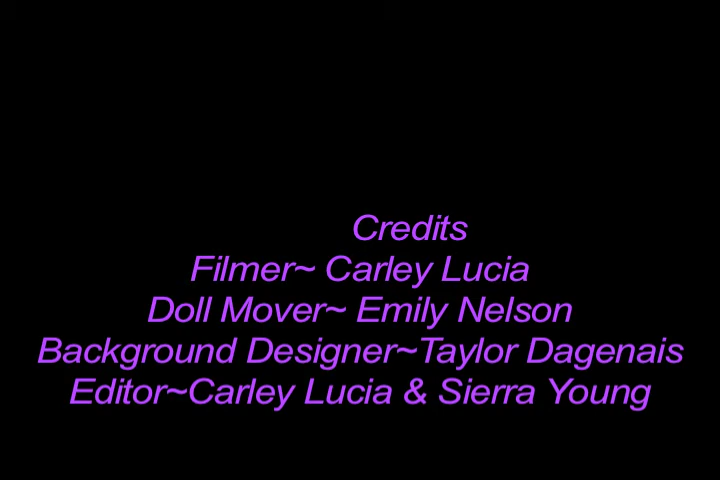 Credits
Filmer~ Carley Lucia
Doll Mover~ Emily Nelson
Background Designer~Taylor Dagenais
Editor~Carley Lucia & Sierra Young